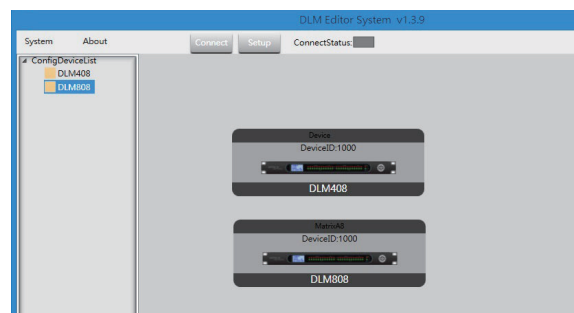 DLM Editor System v1.3.9
System About Connect Setup ConnectStatus:
ConfigDeviceList
DLM408
DLM808
Device
DeviceID:1000
DLM408
MatrixA8
DeviceID:1000
DLM808